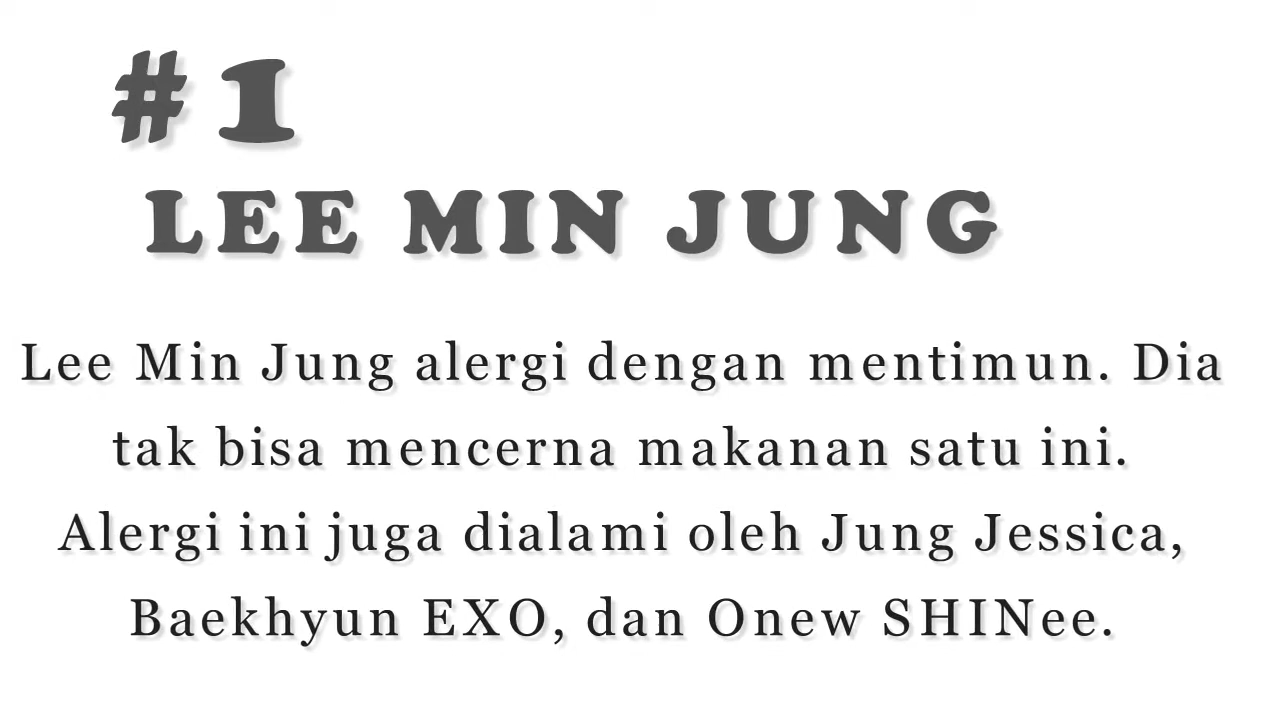 #1
LEE MIN JUNG
Lee Min Jung alergi dengan mentimun. Dia
tak bisa mencerna makanan satu ini.
Alergi ini juga dialami oleh Jung Jessica,
Baekhyun EXO, dan Onew SHINee.